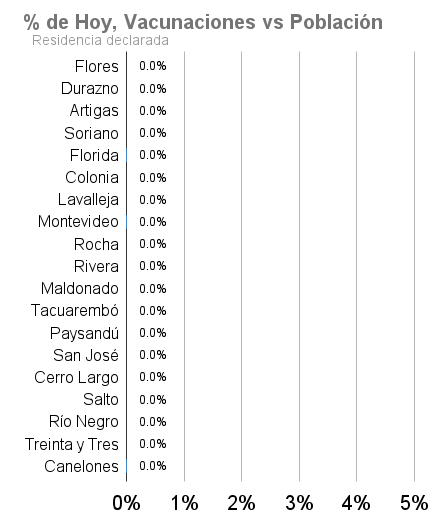 % de Hoy, Vacunaciones vs Población
Residencia declarada
Flores 0.0%
Durazno 0.0%
Artigas 0.0%
Soriano 0.0%
Florida 0.0%
Colonia 0.0%
Lavalleja 0.0%
Montevideo 0.0%
Rocha 0.0%
Rivera 0.0%
Maldonado 0.0%
Tacuarembó 0.0%
Paysandú 0.0%
San José 0.0%
Cerro Largo 0.0%
Salto 0.0%
Río Negro 0.0%
Treinta y Tres 0.0%
Canelones 0.0%
0% 1% 2% 3% 4% 5%